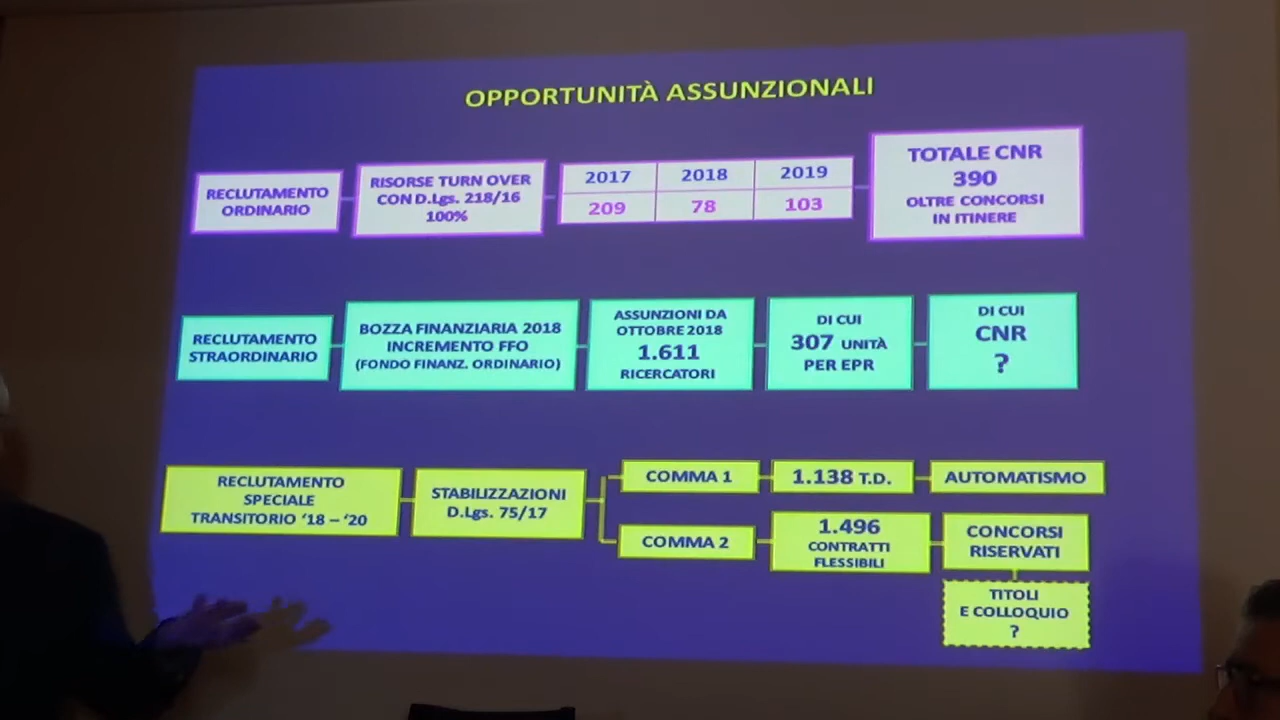 OPPORTUNITÀ ASSUNZIONALI
RECLUTAMENTO
ORDINARIO
RISORSE TURN OVER
CON D.Lgs. 218/16
100%
2017 2018 2019
209 78 103
TOTALE CNR
390
OLTRE CONCORSI
IN ITINERE
RECLUTAMENTO
STRAORDINARIO
BOZZA FINANZIARIA 2018
INCREMENTO FFO
(FONDO FINANZ. ORDINARIO)
ASSUNZIONI DA
OTTOBRE 2018
1.611
RICERCATORI
DI CUI
307 UNITÀ
PER EPR
DI CUI
CNR
?
RECLUTAMENTO
SPECIALE
TRANSITORIO ‘18 – ‘20
STABILIZZAZIONI
D.Lgs. 75/17
COMMA 1
1.138 T.D.
AUTOMATISMO
COMMA 2
1.496
CONTRATTI
FLESSIBILI
CONCORSI
RISERVATI
TITOLI
E COLLOQUIO
?